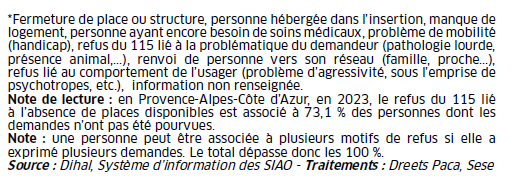 *Fermeture de place ou structure, personne hébergée dans l'insertion, manque de
logement, personne ayant encore besoin de soins médicaux, problème de mobilité
(handicap), refus du 115 lié à la problématique du demandeur (pathologie lourde,
présence animal,...), renvoi de personne vers son réseau (famille, proche...),
refus lié au comportement de l'usager (problème d'agressivité, sous l'emprise de
psychotropes, etc.), information non renseignée.
Note de lecture : en Provence-Alpes-Côte d'Azur, en 2023, le refus du 115 lié
à l'absence de places disponibles est associé à 73,1 % des personnes dont les
demandes n'ont pas été pourvues.
Note : une personne peut être associée à plusieurs motifs de refus si elle a
exprimé plusieurs demandes. Le total dépasse donc les 100 %.
Source : Dihal, Système d'information des SIAO - Traitements : Dreets Paca, Sese